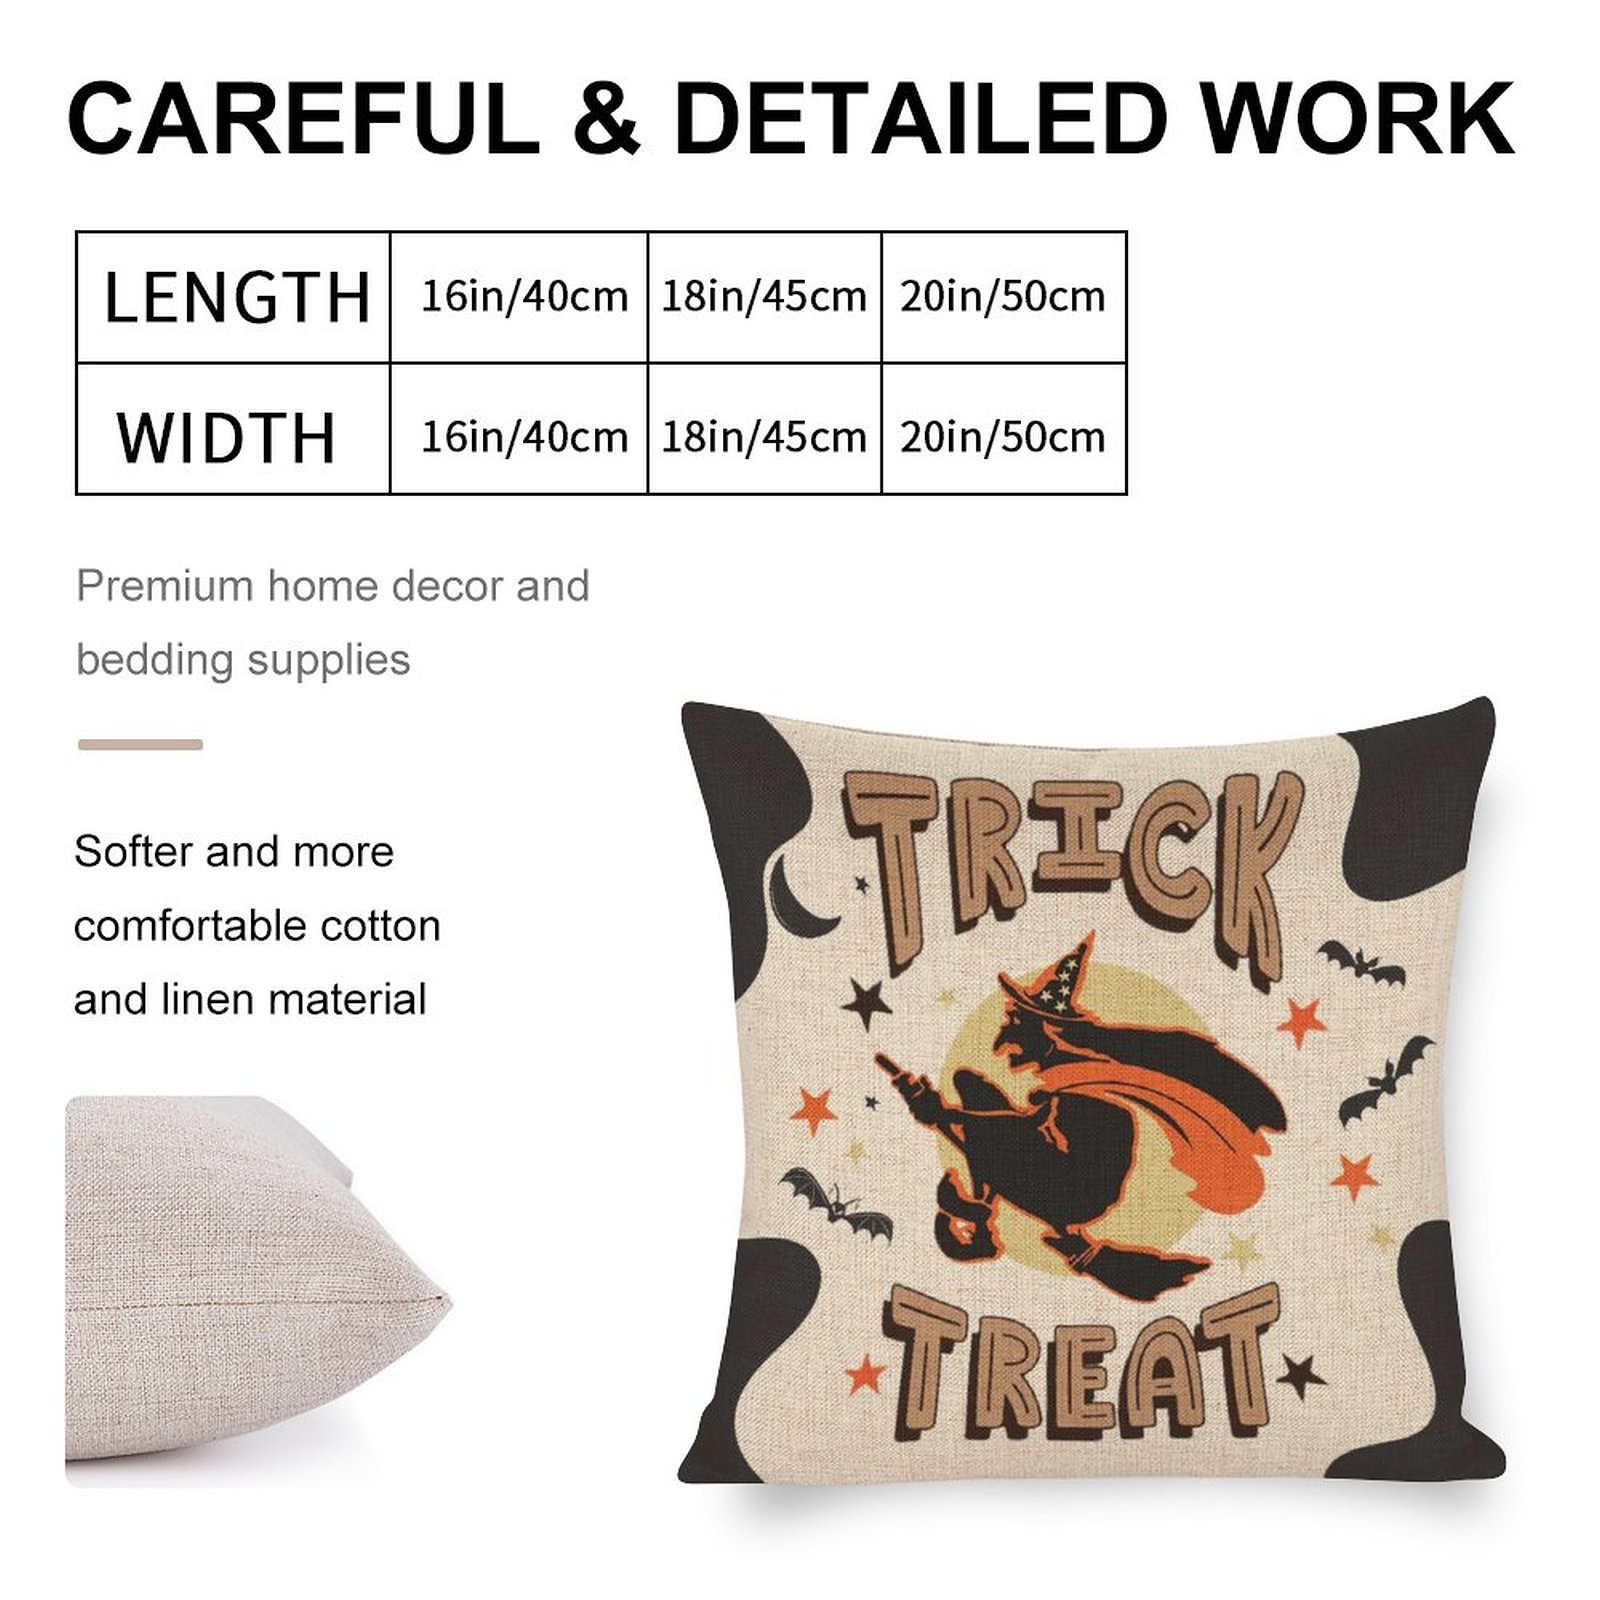 CAREFUL & DETAILED WORK
LENGTH 16in/40cm 18in/45cm 20in/50cm
WIDTH 16in/40cm 18in/45cm 20in/50cm
Premium home decor and
bedding supplies
Softer and more
comfortable cotton
and linen material
TRICK
TREAT